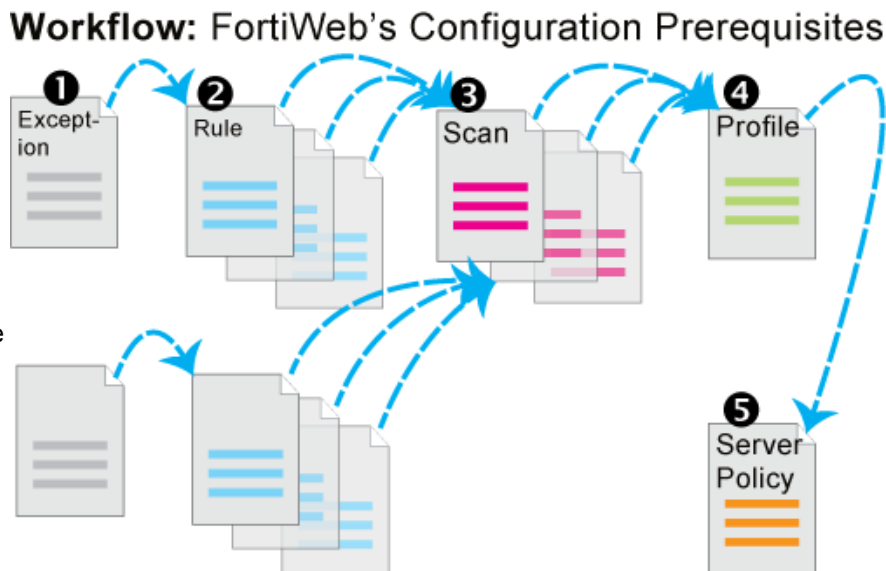 Workflow: FortiWeb's Configuration Prerequisites
1
Except-
ion
2
Rule
3
Scan
4
Profile
e
5
Server
Policy